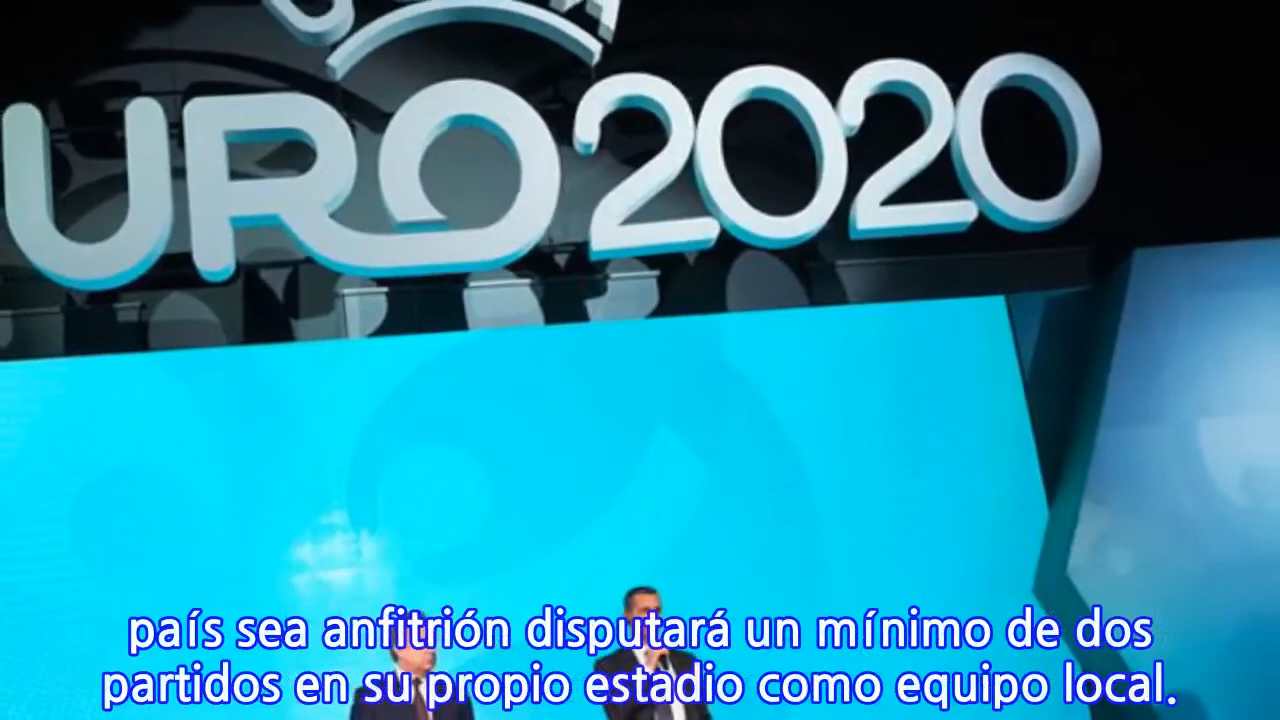 URO2020
país sea anfitrión disputará un mínimo de dos
partidos en su propio estadio como equipo local.